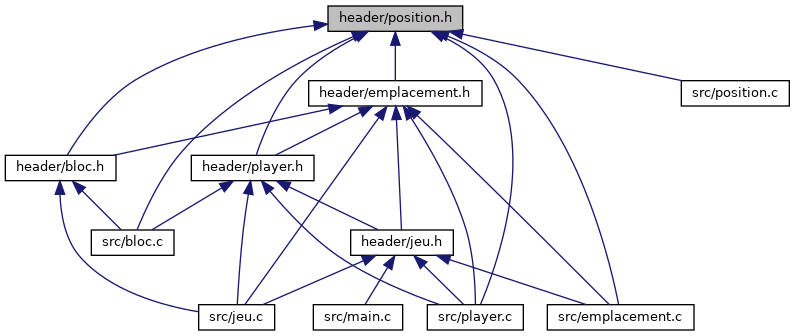 header/position.h
header/emplacement.h
src/position.c
header/bloc.h
header/player.h
src/bloc.c
header/jeu.h
src/jeu.c
src/main.c
src/player.c
src/emplacement.c